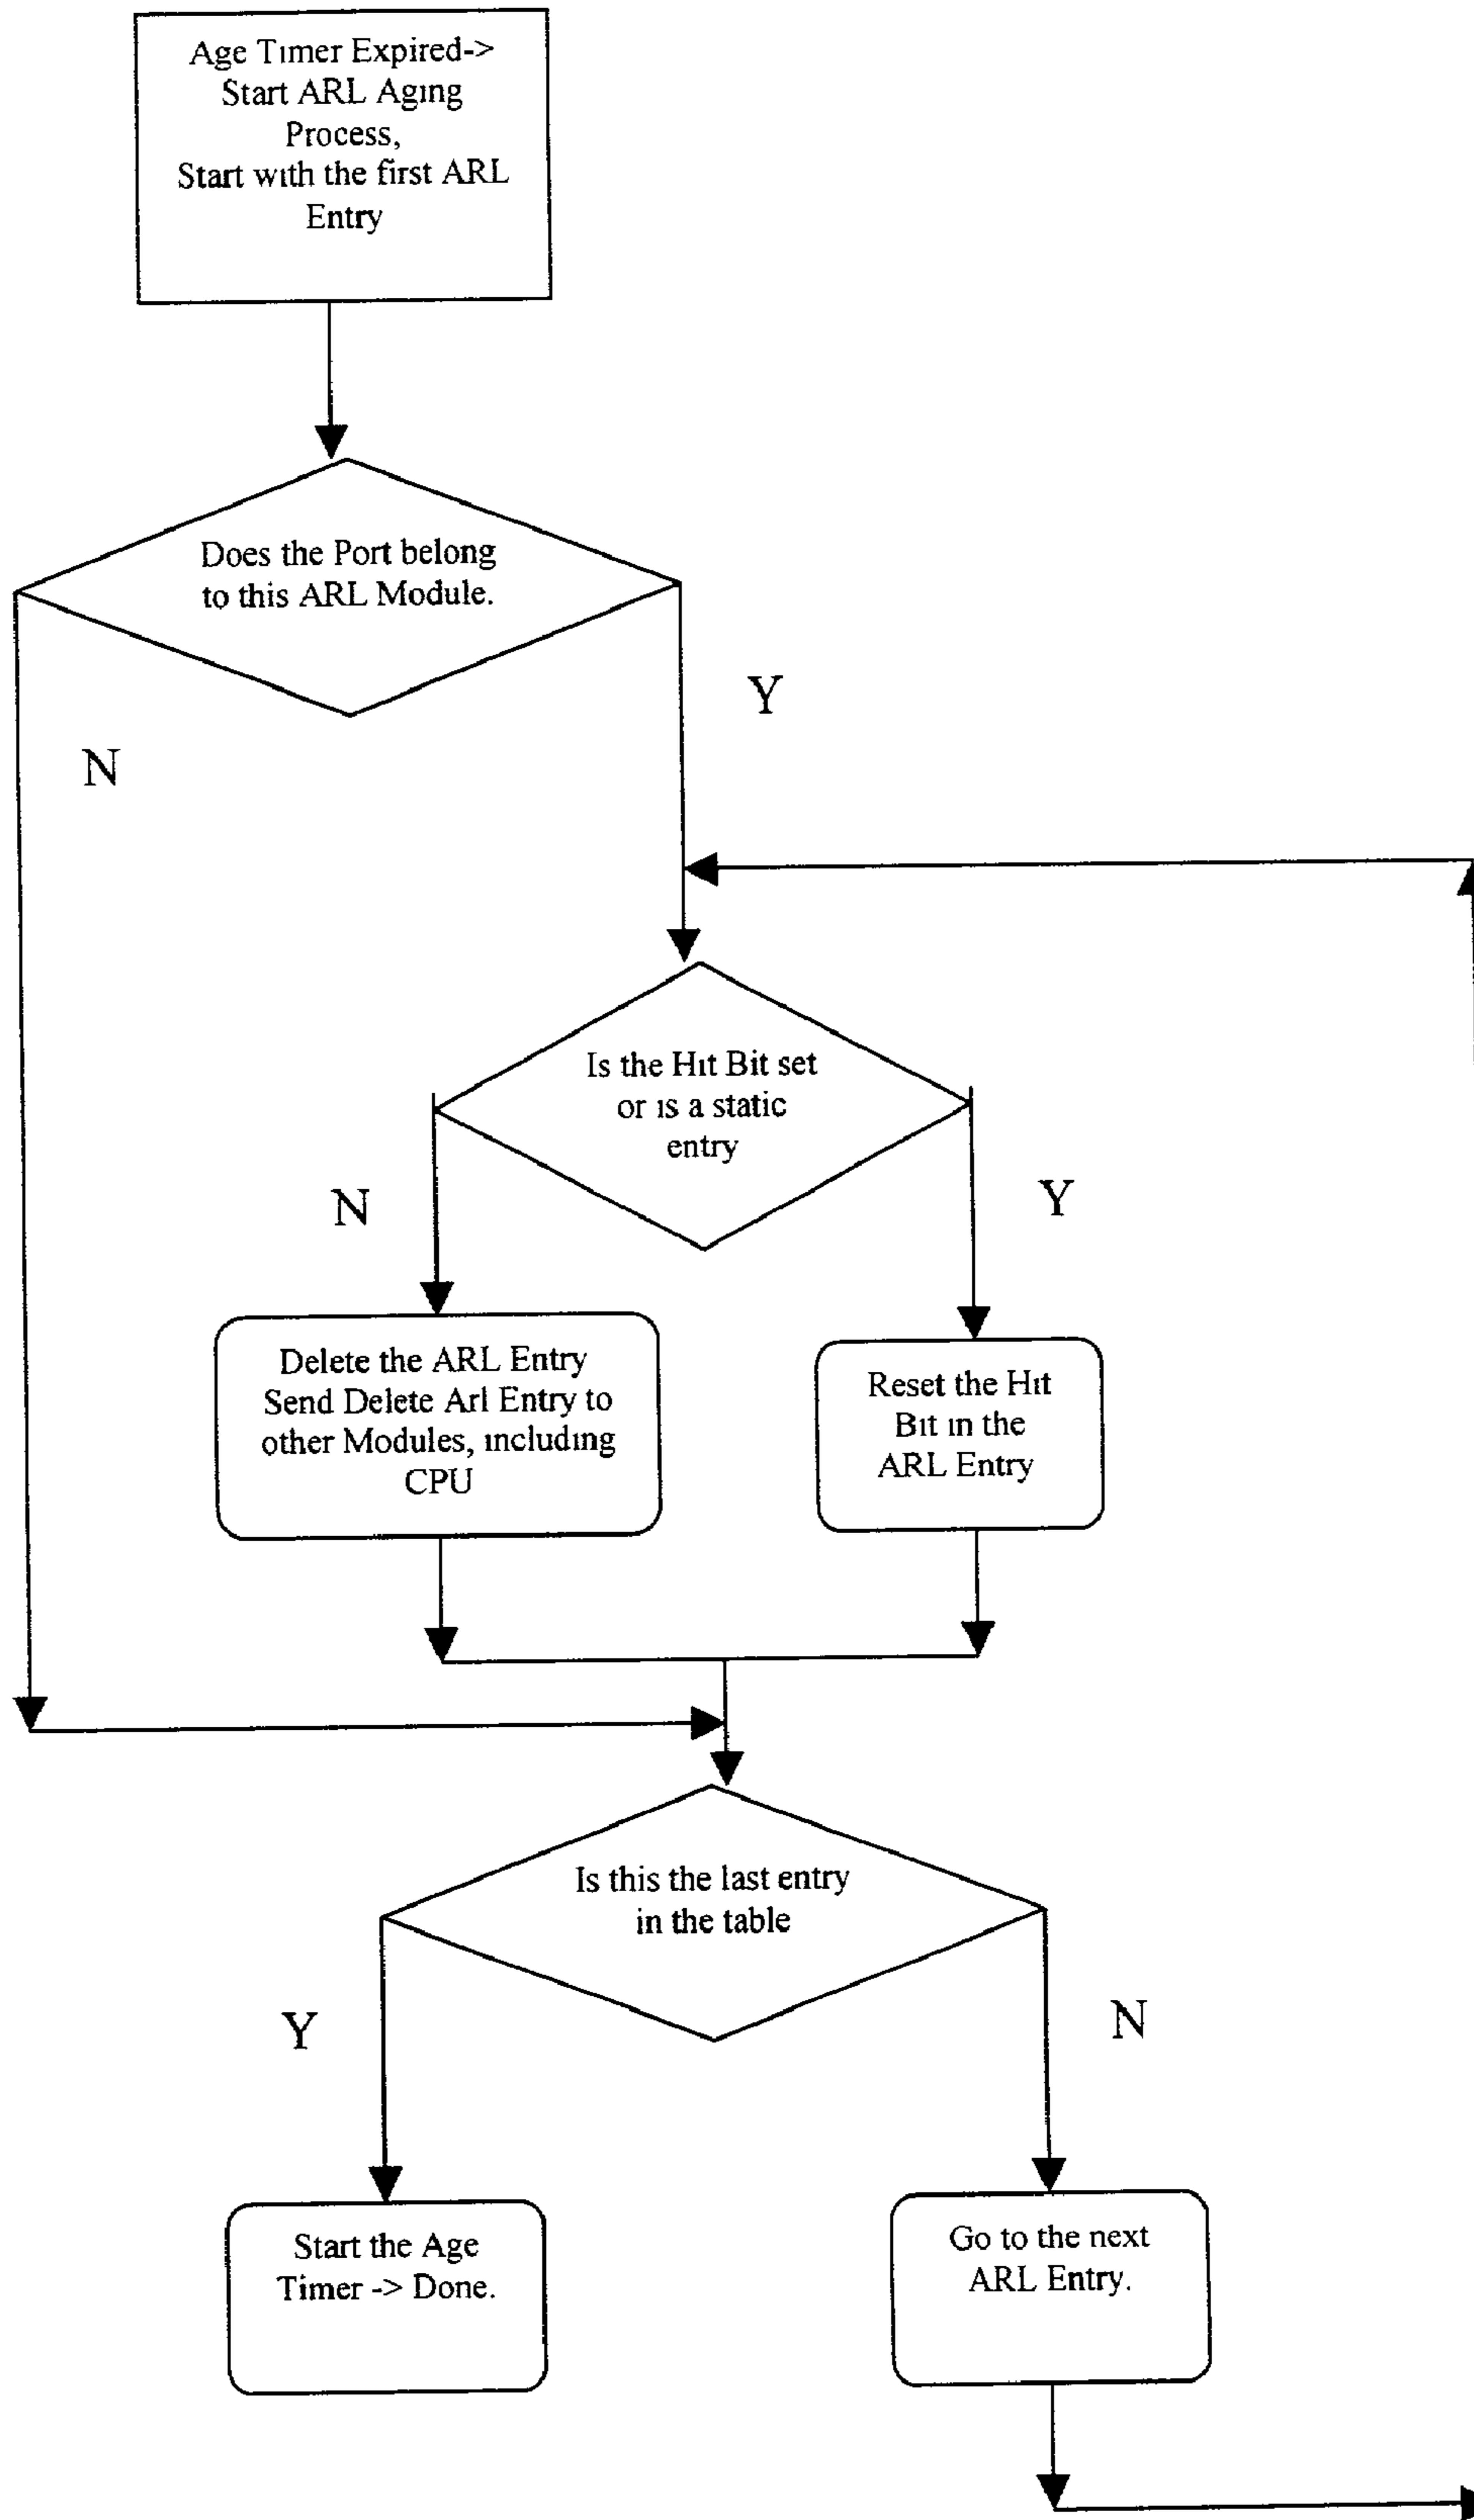 Age Timer Expired->
Start ARL Aging
Process,
Start with the first ARL
Entry
Does the Port belong
to this ARL Module.
Y
N
Is the Hit Bit set
or is a static
entry
N
Y
Delete the ARL Entry
Send Delete Arl Entry to
other Modules, including
CPU
Reset the Hit
Bit in the
ARL Entry
Is this the last entry
in the table
Y
N
Start the Age
Timer -> Done.
Go to the next
ARL Entry.